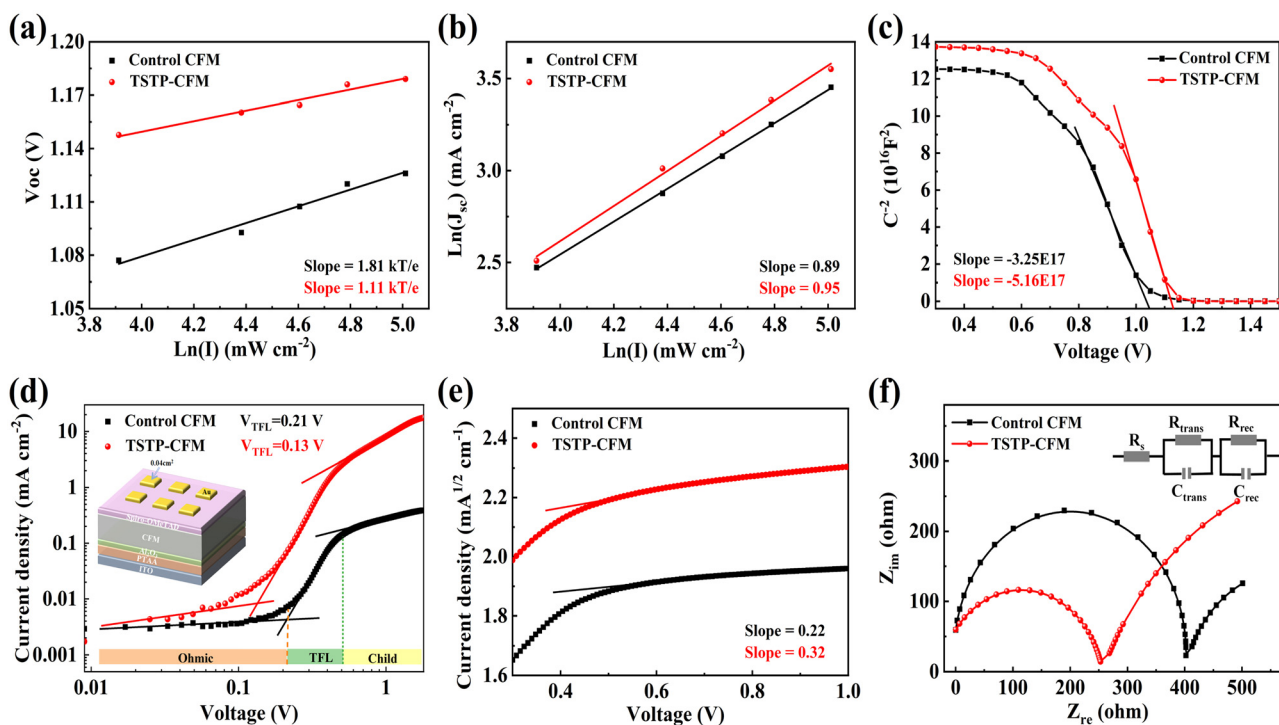 (a)
1.20
1.17
1.14
1.11
1.08
1.05
Voc (V)
Control CFM
TSTP-CFM
Slope = 1.81 kT/e
Slope = 1.11 kT/e
3.8 4.0 4.2 4.4 4.6 4.8 5.0
Ln(I) (mW cm-2)
(b)
3.5
3.0
2.5
Ln(Jsc) (mA cm-2)
Control CFM
TSTP-CFM
Slope = 0.89
Slope = 0.95
3.8 4.0 4.2 4.4 4.6 4.8 5.0
Ln(I) (mW cm-2)
(c)
14
12
10
8
6
4
2
0
C-2 (1016F2)
Control CFM
TSTP-CFM
Slope = -3.25E17
Slope = -5.16E17
0.4 0.6 0.8 1.0 1.2 1.4
Voltage (V)
(d)
10
1
0.1
0.01
0.001
Current density (mA cm-2)
Control CFM VTFL=0.21 V
TSTP-CFM VTFL=0.13 V
0.04cm2
Au
CFM
PTAA
ITO
Ohmic TFL Child
0.01 0.1 1
Voltage (V)
(e)
2.4
2.2
2.0
1.8
1.6
Current density (mA1/2 cm-1)
Control CFM
TSTP-CFM
Slope = 0.22
Slope = 0.32
0.4 0.6 0.8 1.0
Voltage (V)
(f)
300
200
100
0
Zim (ohm)
Control CFM
TSTP-CFM
Rs Rtrans Rrec
Ctrans Crec
0 100 200 300 400 500
Zre (ohm)